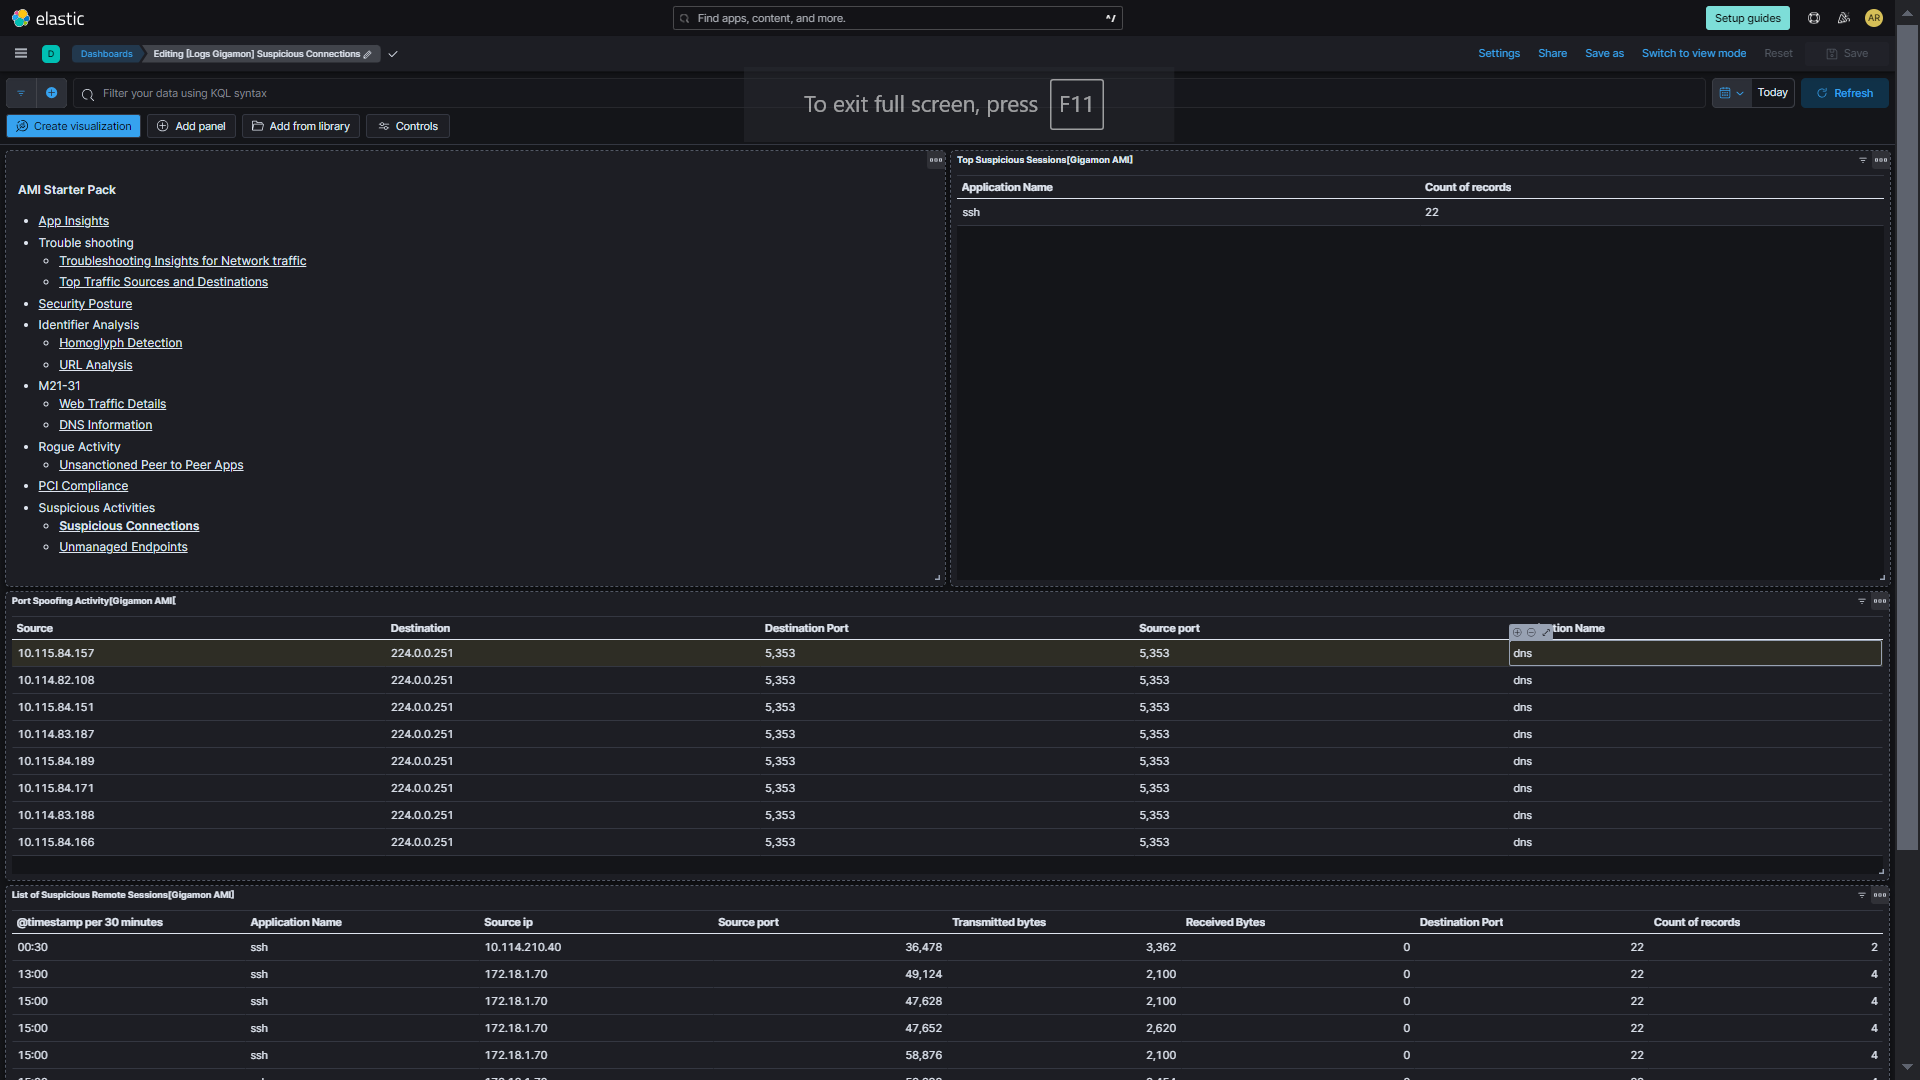 elastic
Find apps, content, and more.
^/
Setup guides
AR
D
Dashboards
Editing [Logs Gigamon] Suspicious Connections
Settings
Share
Save as
Switch to view mode
Reset
Save
Filter your data using KQL syntax
To exit full screen, press F11
Today
Refresh
Create visualization
Add panel
Add from library
Controls
AMI Starter Pack
App Insights
Trouble shooting
Troubleshooting Insights for Network traffic
Top Traffic Sources and Destinations
Security Posture
Identifier Analysis
Homoglyph Detection
URL Analysis
M21-31
Web Traffic Details
DNS Information
Rogue Activity
Unsanctioned Peer to Peer Apps
PCI Compliance
Suspicious Activities
Suspicious Connections
Unmanaged Endpoints
Top Suspicious Sessions[Gigamon AMI]
Application Name Count of records
ssh 22
Port Spoofing Activity[Gigamon AMI[
Source Destination Destination Port Source port tion Name
10.115.84.157 224.0.0.251 5,353 5,353 dns
10.114.82.108 224.0.0.251 5,353 5,353 dns
10.115.84.151 224.0.0.251 5,353 5,353 dns
10.114.83.187 224.0.0.251 5,353 5,353 dns
10.115.84.189 224.0.0.251 5,353 5,353 dns
10.115.84.171 224.0.0.251 5,353 5,353 dns
10.114.83.188 224.0.0.251 5,353 5,353 dns
10.115.84.166 224.0.0.251 5,353 5,353 dns
List of Suspicious Remote Sessions[Gigamon AMI]
@timestamp per 30 minutes Application Name Source ip Source port Transmitted bytes Received Bytes Destination Port Count of records
00:30 ssh 10.114.210.40 36,478 3,362 0 22 2
13:00 ssh 172.18.1.70 49,124 2,100 0 22 4
15:00 ssh 172.18.1.70 47,628 2,100 0 22 4
15:00 ssh 172.18.1.70 47,652 2,620 0 22 4
15:00 ssh 172.18.1.70 58,876 2,100 0 22 4